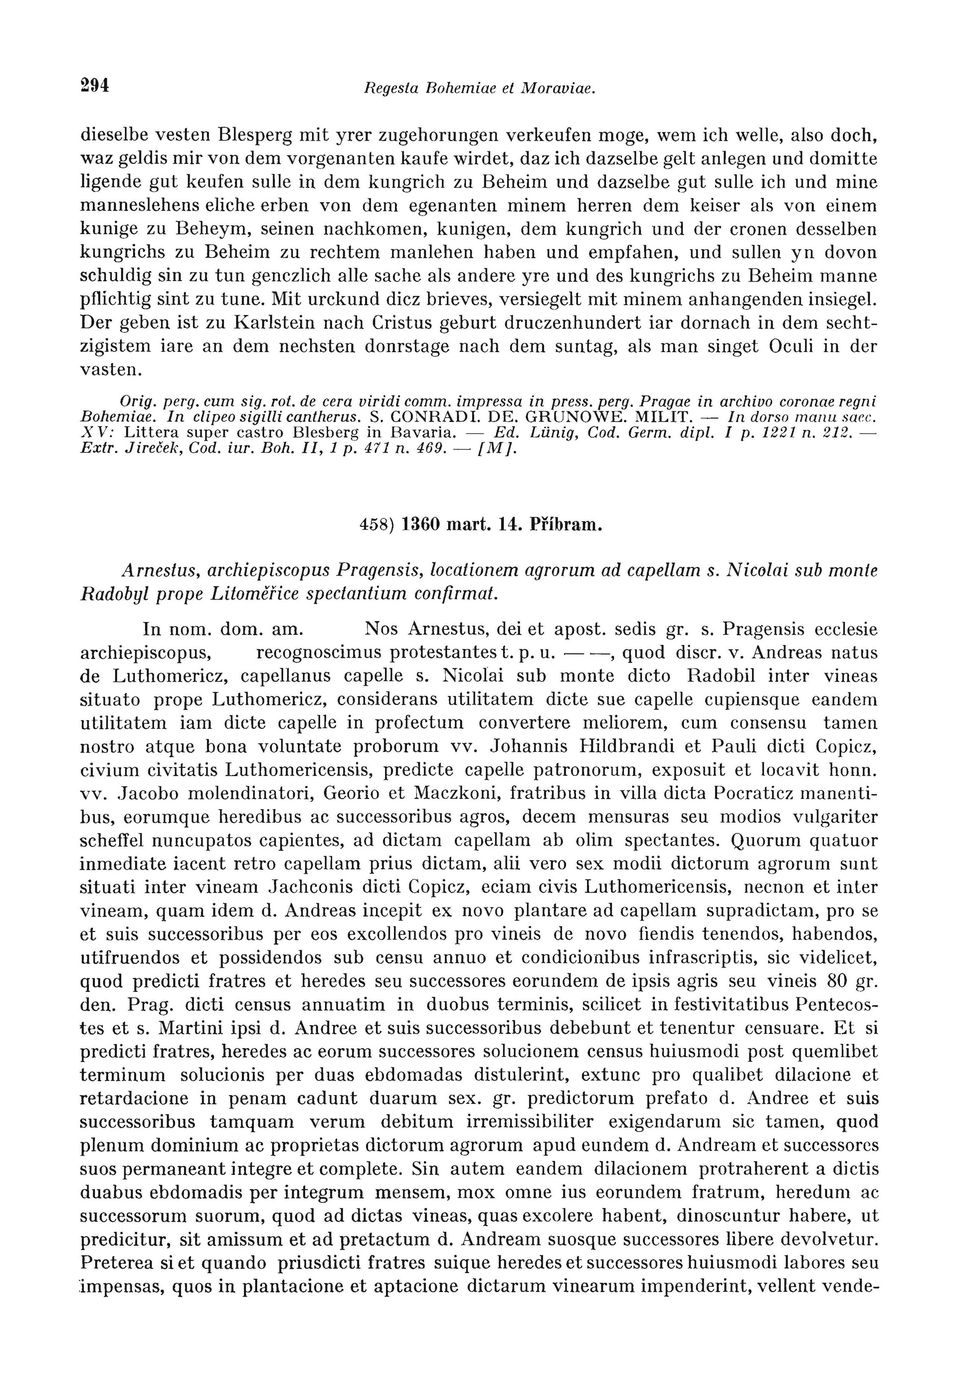 294 Regesta Bohemiae et Moraviae.
dieselbe vesten Blesperg mit yrer zugehorungen verkeufen moge, wem ich welle, also doch,
waz geldis mir von dem vorgenanten kaufe wirdet, daz ich dazselbe gelt anlegen und domitte
ligende gut keufen sulle in dem kungrich zu Beheim und dazselbe gut sulle ich und mine
manneslehens eliche erben von dem egenanten minem herren dem keiser als von einem
kunige zu Beheym, seinen nachkomen, kunigen, dem kungrich und der cronen desselben
kungrichs zu Beheim zu rechtem manlehen haben und empfahen, und sullen yn dovon
schuldig sin zu tun genczlich alle sache als andere yre und des kungrichs zu Beheim manne
pflichtig sint zu tune. Mit urckund dicz brieves, versiegelt mit minem anhangenden insiegel.
Der geben ist zu Karlstein nach Cristus geburt druczenhundert iar dornach in dem secht-
zigistem iare an dem nechsten donrstage nach dem suntag, als man singet Oculi in der
vasten.
Orig. perg. cum sig. rot. de cera viridi comm. impressa in press. perg. Pragae in archivo coronae regni
Bohemiae. In clipeo sigilli cantherus. S. CONRADI. DE. GRUNOWE. MILIT. — In dorso manu saec.
XV: Littera super castro Blesberg in Bavaria. — Ed. Lünig, Cod. Germ. dipl. I p. 1221 n. 212. —
Extr. Jireček, Cod. iur. Boh. II, 1 p. 471 n. 469. — [M].
458) 1360 mart. 14. Příbram.
Arnestus, archiepiscopus Pragensis, locationem agrorum ad capellam s. Nicolai sub monte
Radobyl prope Litoměřice spectantium confirmat.
In nom. dom. am. Nos Arnestus, dei et apost. sedis gr. s. Pragensis ecclesie
archiepiscopus, recognoscimus protestantes t. p. u. — —, quod discr. v. Andreas natus
de Luthomericz, capellanus capelle s. Nicolai sub monte dicto Radobil inter vineas
situato prope Luthomericz, considerans utilitatem dicte sue capelle cupiensque eandem
utilitatem iam dicte capelle in profectum convertere meliorem, cum consensu tamen
nostro atque bona voluntate proborum vv. Johannis Hildbrandi et Pauli dicti Copicz,
civium civitatis Luthomericensis, predicte capelle patronorum, exposuit et locavit honn.
vv. Jacobo molendinatori, Georio et Maczkoni, fratribus in villa dicta Pocraticz manenti-
bus, eorumque heredibus ac successoribus agros, decem mensuras seu modios vulgariter
scheffel nuncupatos capientes, ad dictam capellam ab olim spectantes. Quorum quatuor
inmediate iacent retro capellam prius dictam, alii vero sex modii dictorum agrorum sunt
situati inter vineam Jachconis dicti Copicz, eciam civis Luthomericensis, necnon et inter
vineam, quam idem d. Andreas incepit ex novo plantare ad capellam supradictam, pro se
et suis successoribus per eos excollendos pro vineis de novo fiendis tenendos, habendos,
utifruendos et possidendos sub censu annuo et condicionibus infrascriptis, sic videlicet,
quod predicti fratres et heredes seu successores eorundem de ipsis agris seu vineis 80 gr.
den. Prag. dicti census annuatim in duobus terminis, scilicet in festivitatibus Pentecos-
tes et s. Martini ipsi d. Andree et suis successoribus debebunt et tenentur censuare. Et si
predicti fratres, heredes ac eorum successores solucionem census huiusmodi post quemlibet
terminum solucionis per duas ebdomadas distulerint, extunc pro qualibet dilacione et
retardacione in penam cadunt duarum sex. gr. predictorum prefato d. Andree et suis
successoribus tamquam verum debitum irremissibiliter exigendarum sic tamen, quod
plenum dominium ac proprietas dictorum agrorum apud eundem d. Andream et successores
suos permaneant integre et complete. Sin autem eandem dilacionem protraherent a dictis
duabus ebdomadis per integrum mensem, mox omne ius eorundem fratrum, heredum ac
successorum suorum, quod ad dictas vineas, quas excolere habent, dinoscuntur habere, ut
predicitur, sit amissum et ad pretactum d. Andream suosque successores libere devolvetur.
Preterea si et quando priusdicti fratres suique heredes et successores huiusmodi labores seu
impensas, quos in plantacione et aptacione dictarum vinearum impenderint, vellent vende-